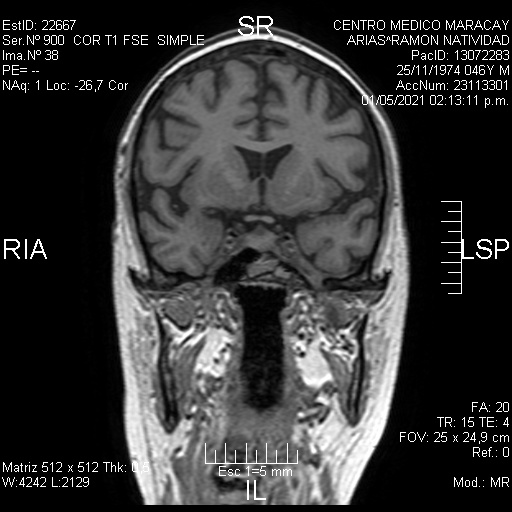 EstID: 22667
Ser.Nº 900 COR T1 FSE SIMPLE
Ima.Nº 38
PE= --
NAq: 1 Loc: -26,7 Cor
SR
CENTRO MEDICO MARACAY
ARIAS^RAMON NATIVIDAD
PacID: 13072283
25/11/1974 046Y M
AccNum: 23113301
01/05/2021 02:13:11 p.m.
RIA
LSP
Matriz 512 x 512 Thk: 0,5
W:4242 L:2129
Esc 1=5 mm
IL
FA: 20
TR: 15 TE: 4
FOV: 25 x 24,9 cm
Ref.: 0
Mod.: MR